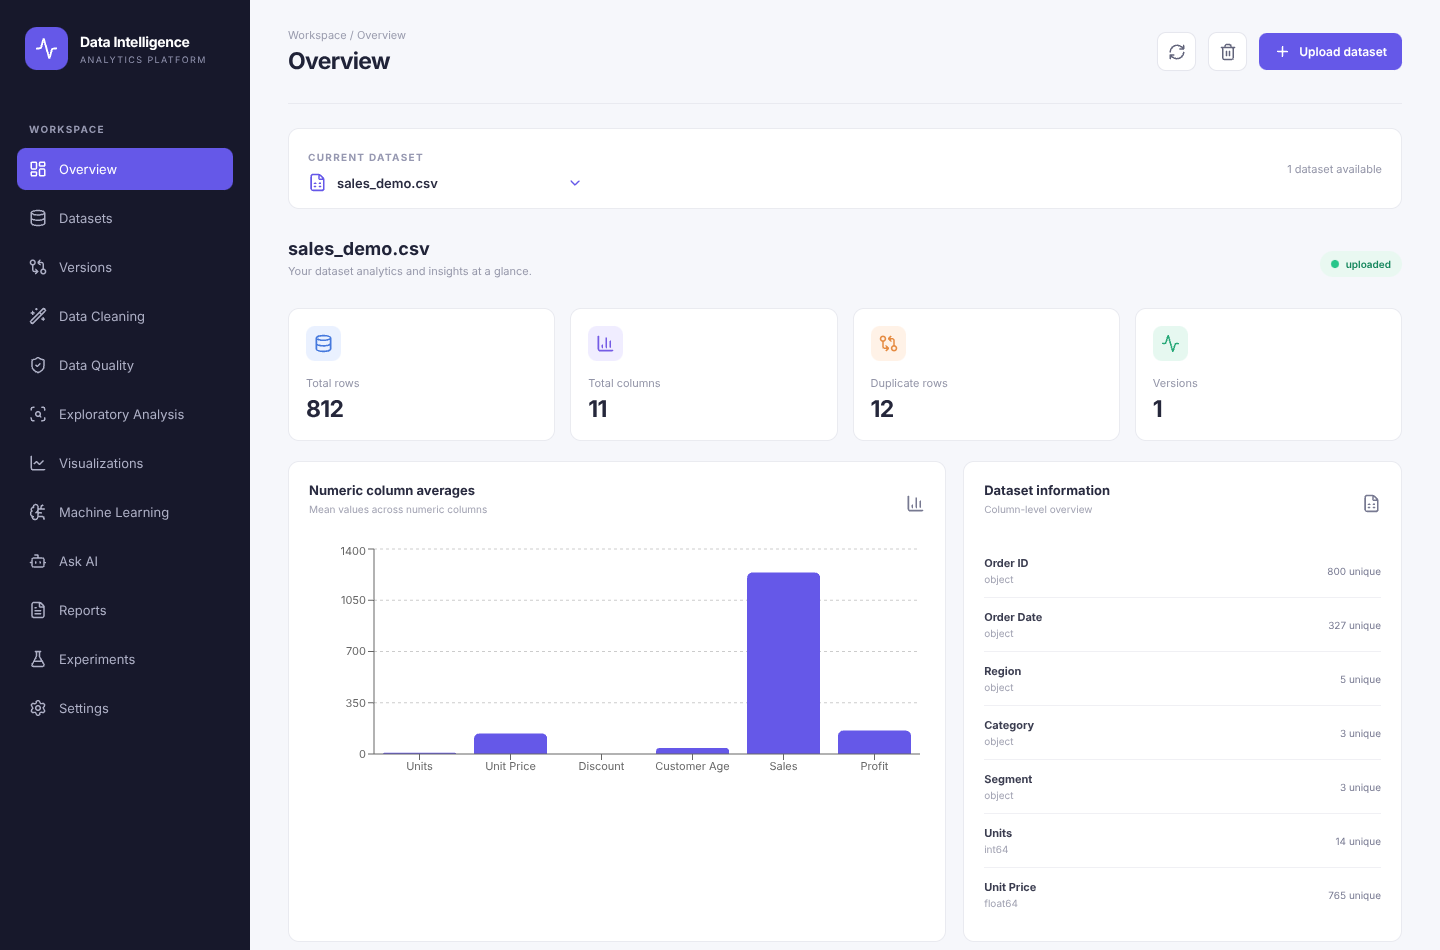 Data Intelligence
ANALYTICS PLATFORM
WORKSPACE
Overview
Datasets
Versions
Data Cleaning
Data Quality
Exploratory Analysis
Visualizations
Machine Learning
Ask AI
Reports
Experiments
Settings
Workspace / Overview
Overview
Upload dataset
CURRENT DATASET
sales_demo.csv
1 dataset available
sales_demo.csv
Your dataset analytics and insights at a glance.
uploaded
Total rows
812
Total columns
11
Duplicate rows
12
Versions
1
Numeric column averages
Mean values across numeric columns
1400
1050
700
350
0
Units Unit Price Discount Customer Age Sales Profit
Dataset information
Column-level overview
Order ID
object
800 unique
Order Date
object
327 unique
Region
object
5 unique
Category
object
3 unique
Segment
object
3 unique
Units
int64
14 unique
Unit Price
float64
765 unique